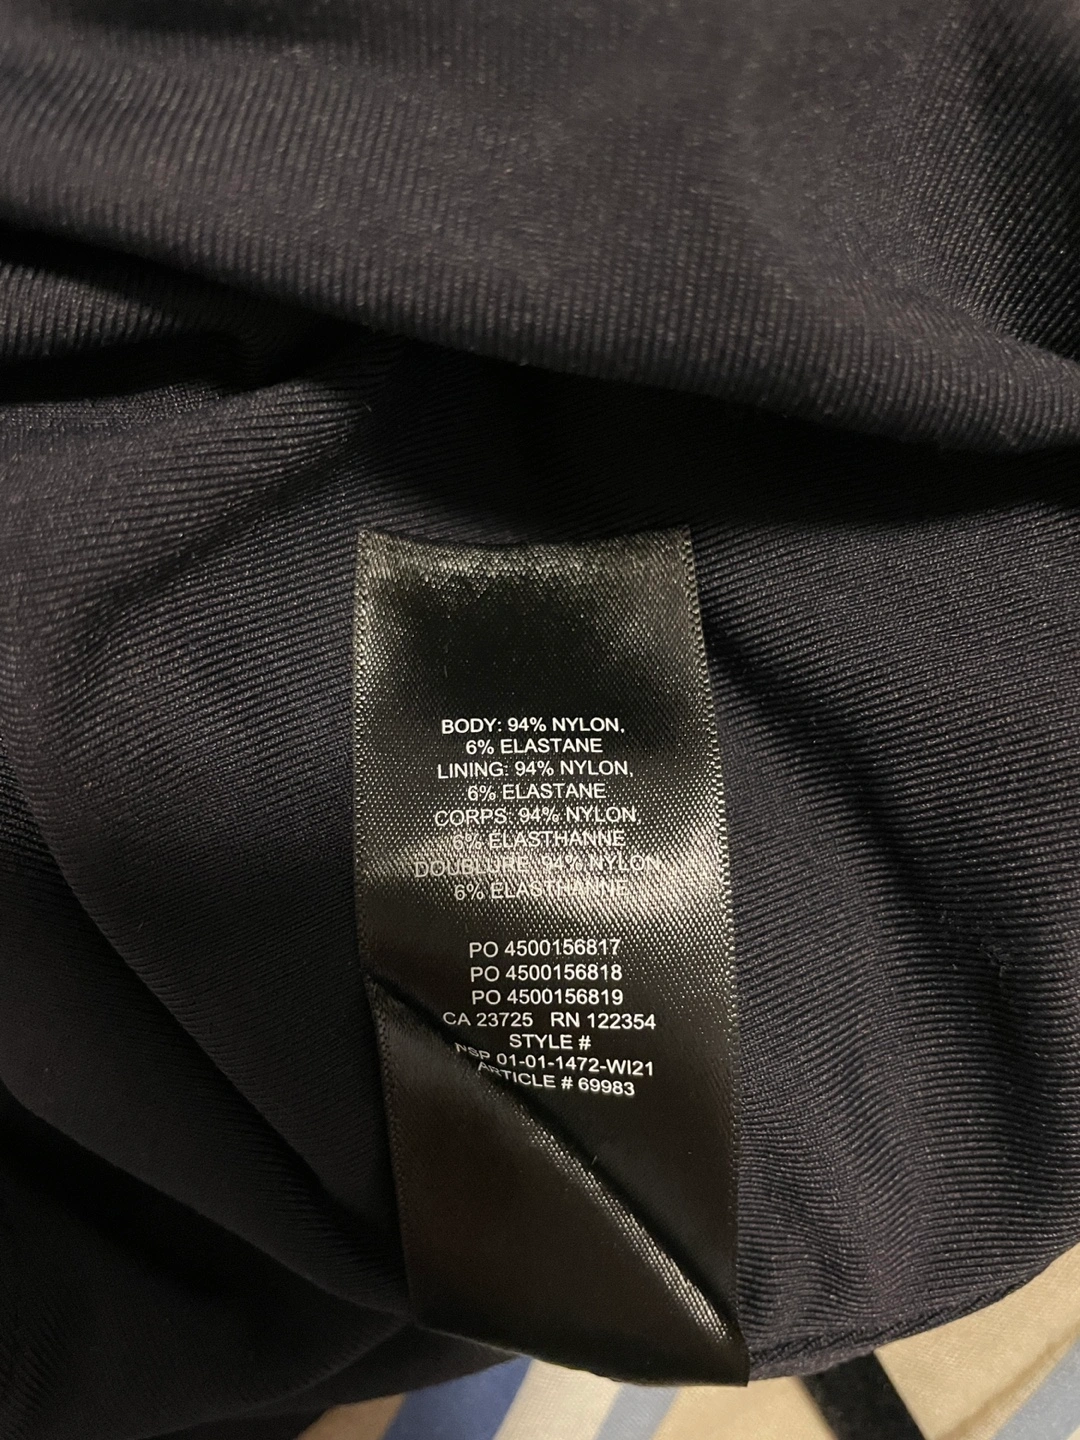 BODY: 94% NYLON,
6% ELASTANE
LINING: 94% NYLON,
6% ELASTANE
CORPS: 94% NYLON
6% ELASTHANNE
DOUBLURE: 94% NYLON
6% ELASTHANNE
PO 4500156817
PO 4500156818
PO 4500156819
CA 23725 RN 122354
STYLE #
NSP 01-01-1472-WI21
ARTICLE # 69983